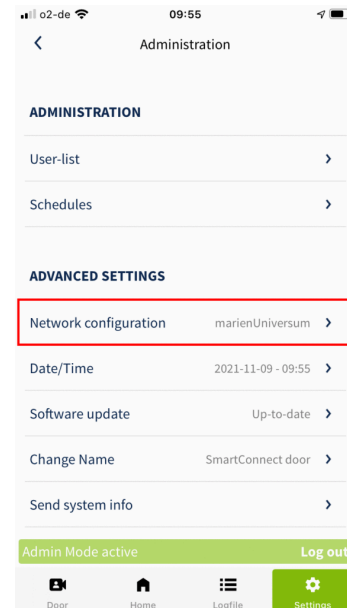 o2-de 09:55
Administration
ADMINISTRATION
User-list
Schedules
ADVANCED SETTINGS
Network configuration marienUniversum
Date/Time 2021-11-09 - 09:55
Software update Up-to-date
Change Name SmartConnect door
Send system info
Admin Mode active Log out
Door Home Logfile Settings